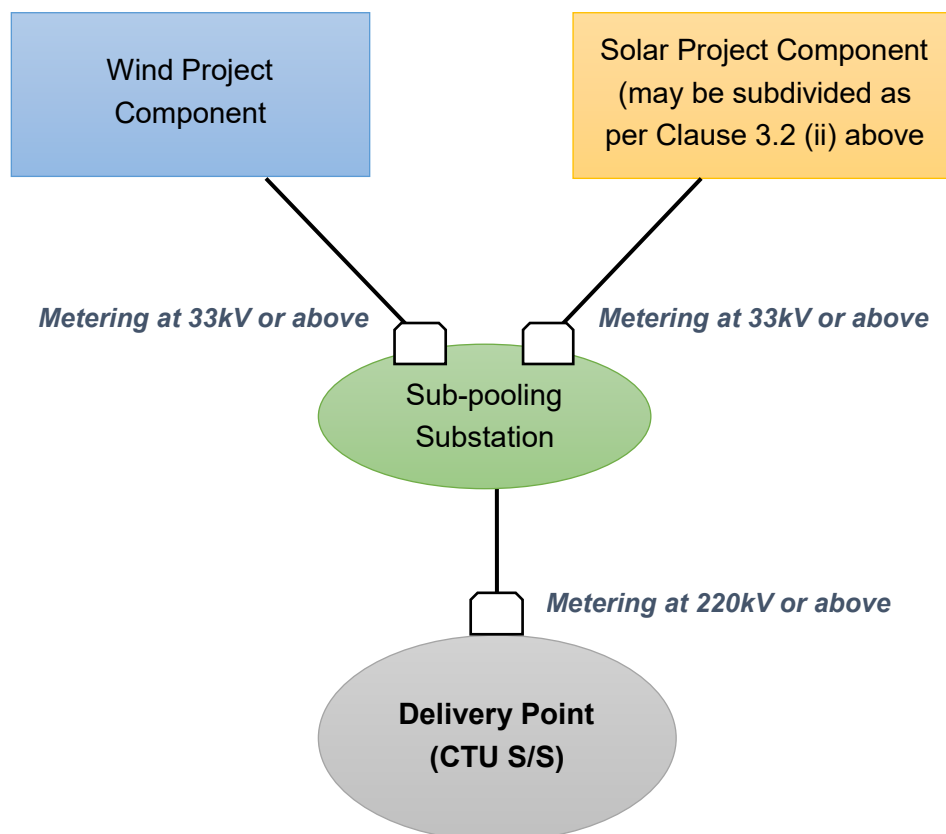 Wind Project
Component
Solar Project Component
(may be subdivided as
per Clause 3.2 (ii) above
Metering at 33kV or above
Metering at 33kV or above
Sub-pooling
Substation
Metering at 220kV or above
Delivery Point
(CTU S/S)